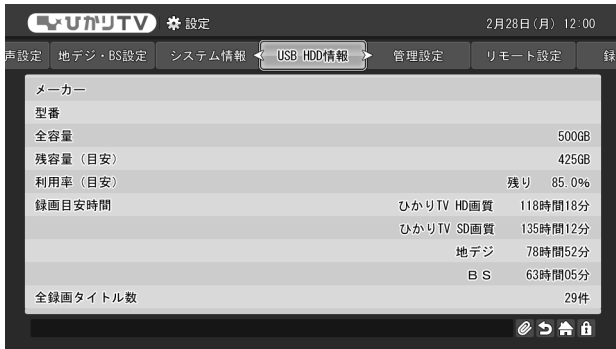 ひかりTV 設定 2月28日(月) 12:00
声設定 地デジ・BS設定 システム情報 USB HDD情報 管理設定 リモート設定 録
メーカー
型番
全容量 500GB
残容量(目安) 425GB
利用率(目安) 残り 85.0%
録画目安時間 ひかりTV HD画質 118時間18分
ひかりTV SD画質 135時間12分
地デジ 78時間52分
BS 63時間05分
全録画タイトル数 29件